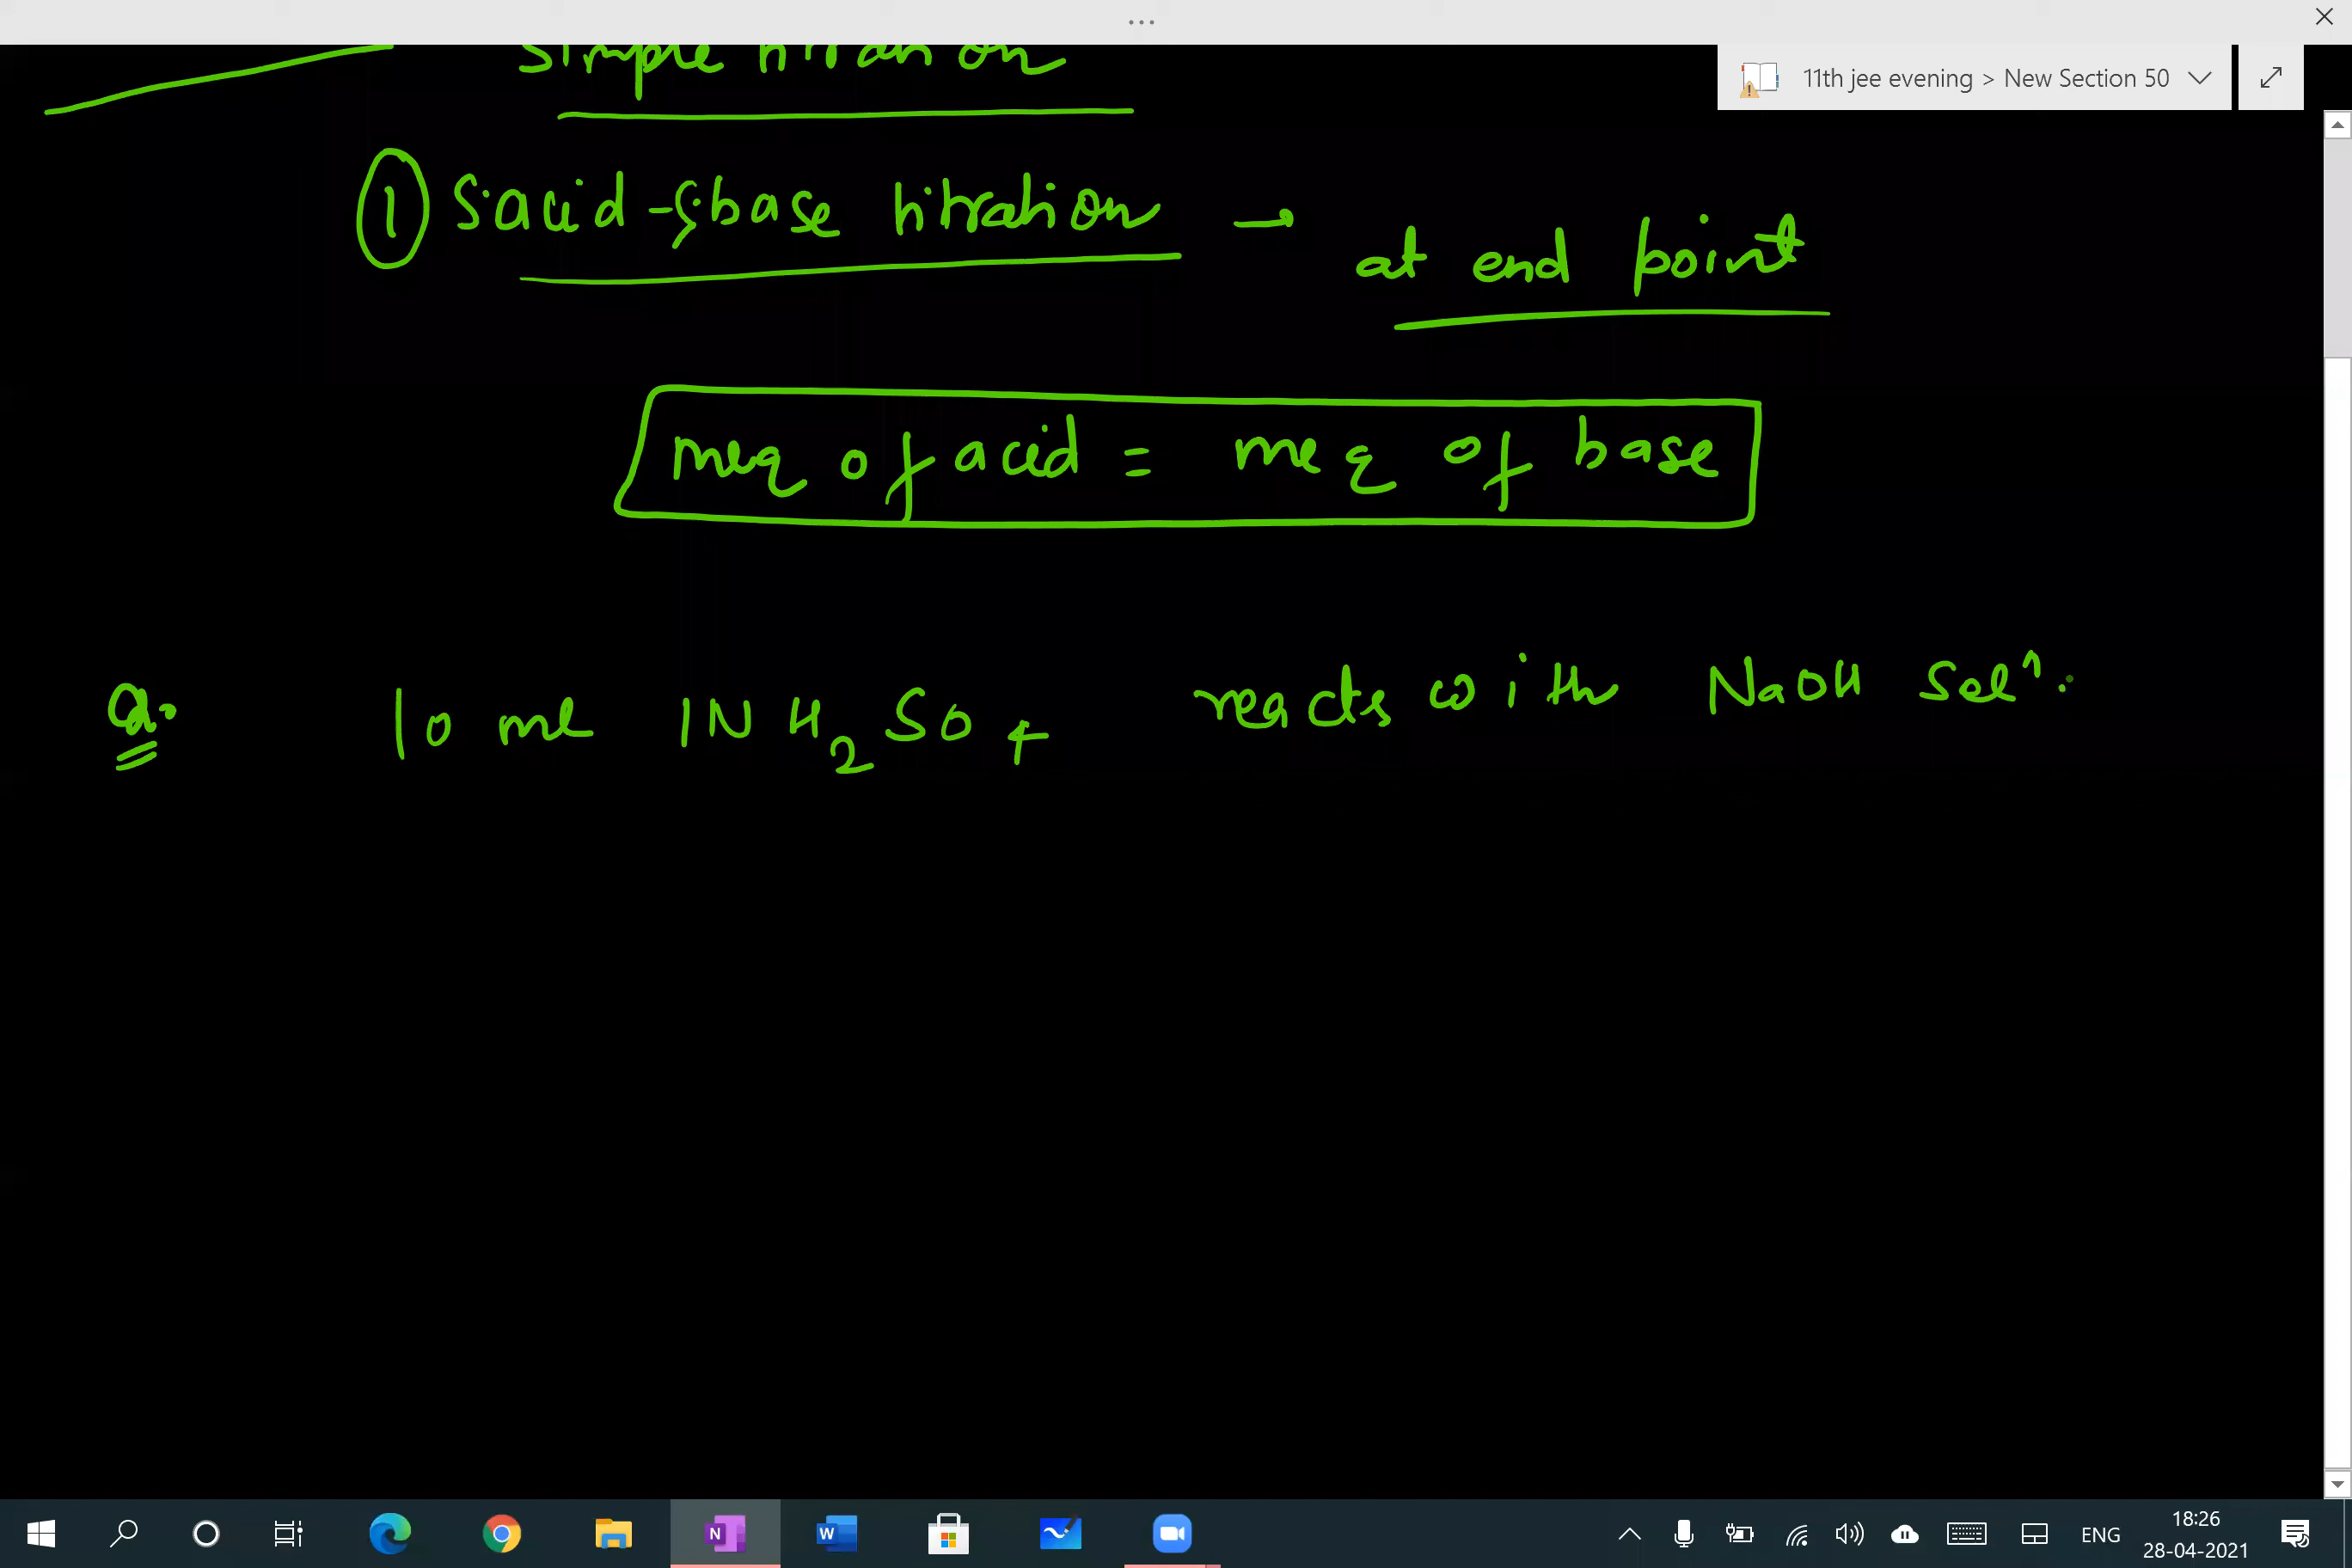 11th jee evening > New Section 50
simple titration
① S.acid-S.base titration → at end point
meq of acid = meq of base
Q. 10 ml 1N H₂SO₄ reacts with NaOH Solⁿ.
ENG
18:26
28-04-2021